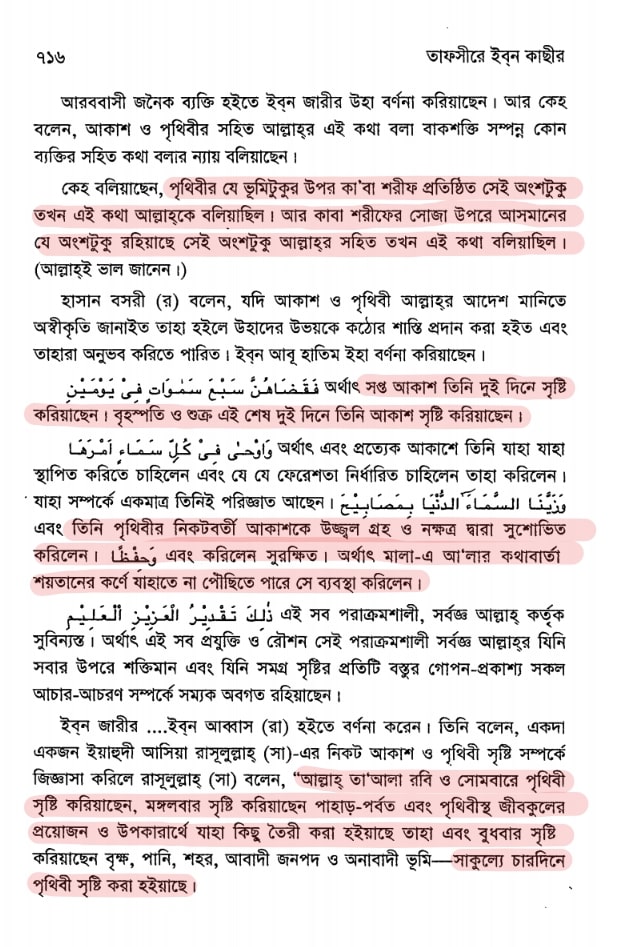 ৭১৬ তাফসীরে ইব্‌ন কাছীর
আরববাসী জনৈক ব্যক্তি হইতে ইব্‌ন জারীর উহা বর্ণনা করিয়াছেন। আর কেহ
বলেন, আকাশ ও পৃথিবীর সহিত আল্লাহ্‌র এই কথা বলা বাকশক্তি সম্পন্ন কোন
ব্যক্তির সহিত কথা বলার ন্যায় বলিয়াছেন।
কেহ বলিয়াছেন, পৃথিবীর যে ভূমিটুকুর উপর কা'বা শরীফ প্রতিষ্ঠিত সেই অংশটুকু
তখন এই কথা আল্লাহ্‌কে বলিয়াছিল। আর কাবা শরীফের সোজা উপরে আসমানের
যে অংশটুকু রহিয়াছে সেই অংশটুকু আল্লাহ্‌র সহিত তখন এই কথা বলিয়াছিল।
(আল্লাহ্‌ই ভাল জানেন।)
হাসান বসরী (র) বলেন, যদি আকাশ ও পৃথিবী আল্লাহ্‌র আদেশ মানিতে
অস্বীকৃতি জানাইত তাহা হইলে উহাদের উভয়কে কঠোর শাস্তি প্রদান করা হইত এবং
তাহারা অনুভব করিতে পারিত। ইব্‌ন আবূ হাতিম ইহা বর্ণনা করিয়াছেন।
فَقَضَاهُنَّ سَبْعَ سَمٰوَاتٍ فِىْ يَوْمَيْنِ অর্থাৎ সপ্ত আকাশ তিনি দুই দিনে সৃষ্টি
করিয়াছেন। বৃহস্পতি ও শুক্র এই শেষ দুই দিনে তিনি আকাশ সৃষ্টি করিয়াছেন।
وَاَوْحٰى فِىْ كُلِّ سَمَاءٍ اَمْرَهَا অর্থাৎ এবং প্রত্যেক আকাশে তিনি যাহা যাহা
স্থাপিত করিতে চাহিলেন এবং যে যে ফেরেশতা নির্ধারিত চাহিলেন তাহা করিলেন।
যাহা সম্পর্কে একমাত্র তিনিই পরিজ্ঞাত আছেন। وَزَيَّنَّا السَّمَاءَ الدُّنْيَا بِمَصَابِيْحَ
এবং তিনি পৃথিবীর নিকটবর্তী আকাশকে উজ্জ্বল গ্রহ ও নক্ষত্র দ্বারা সুশোভিত
করিলেন। وَحِفْظًا এবং করিলেন সুরক্ষিত। অর্থাৎ মালা-এ আ'লার কথাবার্তা
শয়তানের কর্ণে যাহাতে না পৌছিতে পারে সে ব্যবস্থা করিলেন।
ذٰلِكَ تَقْدِيْرُ الْعَزِيْزِ الْعَلِيْمِ এই সব পরাক্রমশালী, সর্বজ্ঞ আল্লাহ্ কর্তৃক
সুবিন্যস্ত। অর্থাৎ এই সব প্রযুক্তি ও রৌশন সেই পরাক্রমশালী সর্বজ্ঞ আল্লাহ্‌র যিনি
সবার উপরে শক্তিমান এবং যিনি সমগ্র সৃষ্টির প্রতিটি বস্তুর গোপন-প্রকাশ্য সকল
আচার-আচরণ সম্পর্কে সম্যক অবগত রহিয়াছেন।
ইব্‌ন জারীর ....ইব্‌ন আব্বাস (রা) হইতে বর্ণনা করেন। তিনি বলেন, একদা
একজন ইয়াহুদী আসিয়া রাসূলুল্লাহ্ (সা)-এর নিকট আকাশ ও পৃথিবী সৃষ্টি সম্পর্কে
জিজ্ঞাসা করিলে রাসূলুল্লাহ্ (সা) বলেন, "আল্লাহ্ তা'আলা রবি ও সোমবারে পৃথিবী
সৃষ্টি করিয়াছেন, মঙ্গলবার সৃষ্টি করিয়াছেন পাহাড়-পর্বত এবং পৃথিবীস্থ জীবকুলের
প্রয়োজন ও উপকারার্থে যাহা কিছু তৈরী করা হইয়াছে তাহা এবং বুধবার সৃষ্টি
করিয়াছেন বৃক্ষ, পানি, শহর, আবাদী জনপদ ও অনাবাদী ভূমি—সাকুল্যে চারদিনে
পৃথিবী সৃষ্টি করা হইয়াছে।